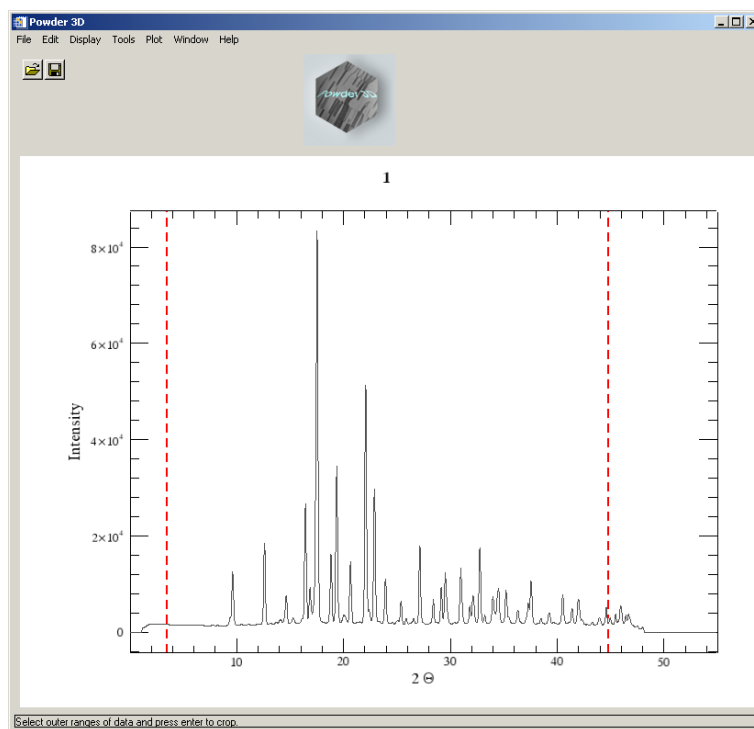 Powder 3D
File Edit Display Tools Plot Window Help
Powder3D
1
8×10⁴
6×10⁴
4×10⁴
2×10⁴
0
Intensity
10 20 30 40 50
2 Θ
Select outer ranges of data and press enter to crop.